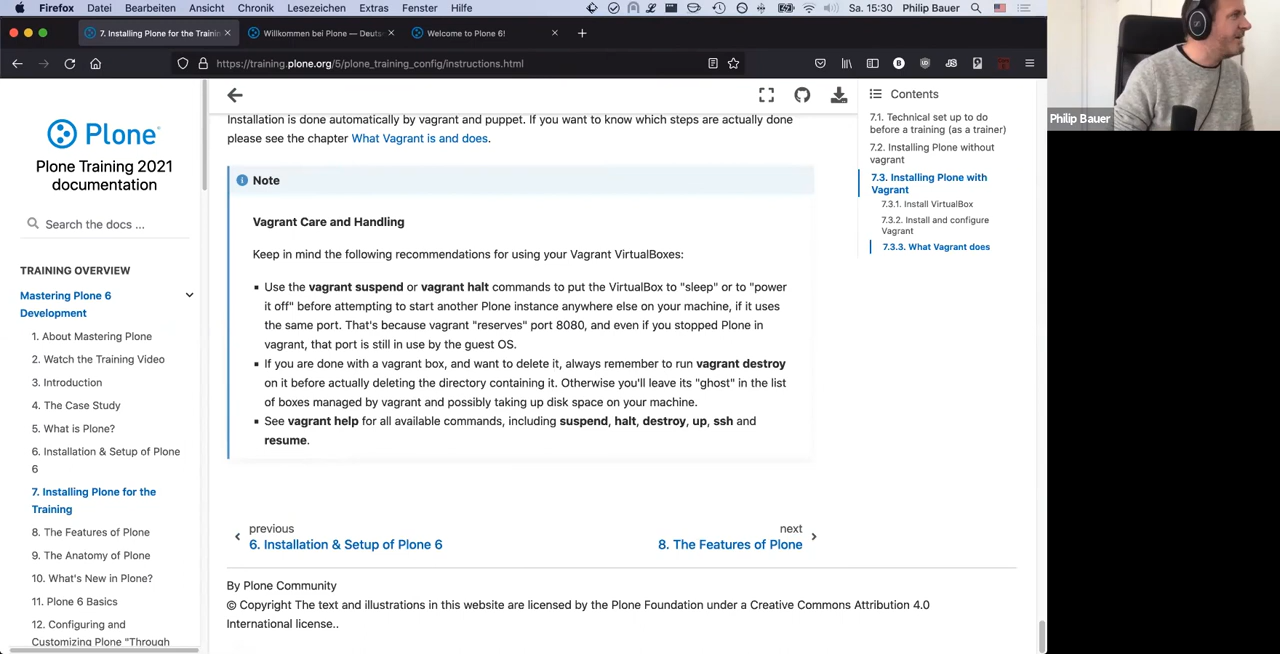 Firefox Datei Bearbeiten Ansicht Chronik Lesezeichen Extras Fenster Hilfe Sa. 15:30 Philip Bauer
7. Installing Plone for the Trainin
Willkommen bei Plone — Deuts
Welcome to Plone 6!
https://training.plone.org/5/plone_training_config/instructions.html
Plone
Plone Training 2021
documentation
Search the docs ...
TRAINING OVERVIEW
Mastering Plone 6
Development
1. About Mastering Plone
2. Watch the Training Video
3. Introduction
4. The Case Study
5. What is Plone?
6. Installation & Setup of Plone
6
7. Installing Plone for the
Training
8. The Features of Plone
9. The Anatomy of Plone
10. What's New in Plone?
11. Plone 6 Basics
12. Configuring and
Customizing Plone "Through
Installation is done automatically by vagrant and puppet. If you want to know which steps are actually done
please see the chapter What Vagrant is and does.
Note
Vagrant Care and Handling
Keep in mind the following recommendations for using your Vagrant VirtualBoxes:
▪ Use the vagrant suspend or vagrant halt commands to put the VirtualBox to "sleep" or to "power
it off" before attempting to start another Plone instance anywhere else on your machine, if it uses
the same port. That's because vagrant "reserves" port 8080, and even if you stopped Plone in
vagrant, that port is still in use by the guest OS.
▪ If you are done with a vagrant box, and want to delete it, always remember to run vagrant destroy
on it before actually deleting the directory containing it. Otherwise you'll leave its "ghost" in the list
of boxes managed by vagrant and possibly taking up disk space on your machine.
▪ See vagrant help for all available commands, including suspend, halt, destroy, up, ssh and
resume.
previous
6. Installation & Setup of Plone 6
next
8. The Features of Plone
By Plone Community
© Copyright The text and illustrations in this website are licensed by the Plone Foundation under a Creative Commons Attribution 4.0
International license..
Contents
7.1. Technical set up to do
before a training (as a trainer)
7.2. Installing Plone without
vagrant
7.3. Installing Plone with
Vagrant
7.3.1. Install VirtualBox
7.3.2. Install and configure
Vagrant
7.3.3. What Vagrant does
Philip Bauer